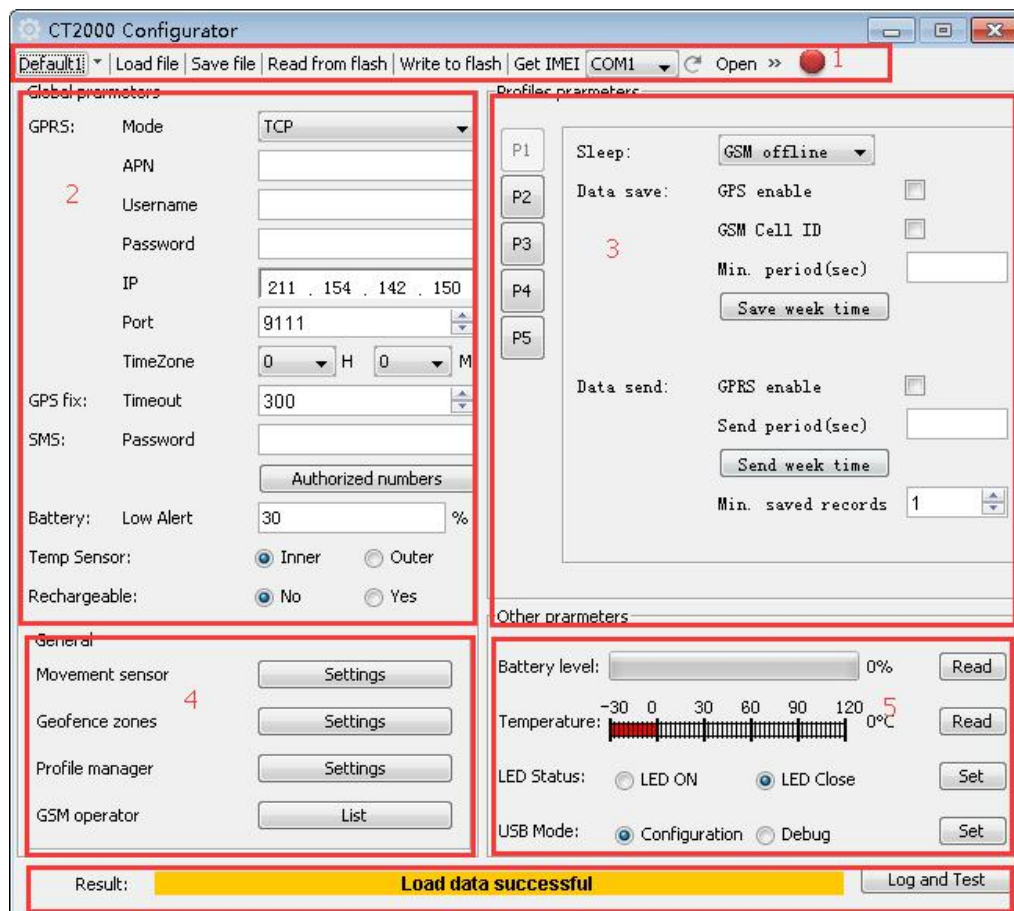 CT2000 Configurator
Default1 Load file Save file Read from flash Write to flash Get IMEI COM1 Open >> 1
Global prarmeters
GPRS: Mode TCP
APN
2
Username
Password
IP 211 . 154 . 142 . 150
Port 9111
TimeZone 0 H 0 M
GPS fix: Timeout 300
SMS: Password
Authorized numbers
Battery: Low Alert 30 %
Temp Sensor: Inner Outer
Rechargeable: No Yes
Profiles prarmeters
P1
P2
P3
P4
P5
Sleep: GSM offline
Data save: GPS enable
GSM Cell ID
3
Min. period(sec)
Save week time
Data send: GPRS enable
Send period(sec)
Send week time
Min. saved records 1
General
Movement sensor Settings
4
Geofence zones Settings
Profile manager Settings
GSM operator List
Other prarmeters
Battery level: 0% Read
-30 0 30 60 90 120
5
Temperature: 0°C Read
LED Status: LED ON LED Close Set
USB Mode: Configuration Debug Set
Result: Load data successful Log and Test